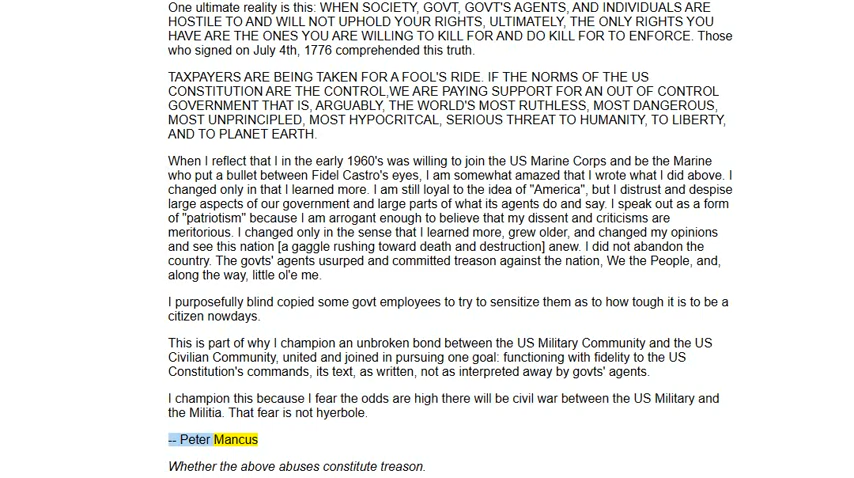 One ultimate reality is this: WHEN SOCIETY, GOVT, GOVT'S AGENTS, AND INDIVIDUALS ARE
HOSTILE TO AND WILL NOT UPHOLD YOUR RIGHTS, ULTIMATELY, THE ONLY RIGHTS YOU
HAVE ARE THE ONES YOU ARE WILLING TO KILL FOR AND DO KILL FOR TO ENFORCE. Those
who signed on July 4th, 1776 comprehended this truth.
TAXPAYERS ARE BEING TAKEN FOR A FOOL'S RIDE. IF THE NORMS OF THE US
CONSTITUTION ARE THE CONTROL,WE ARE PAYING SUPPORT FOR AN OUT OF CONTROL
GOVERNMENT THAT IS, ARGUABLY, THE WORLD'S MOST RUTHLESS, MOST DANGEROUS,
MOST UNPRINCIPLED, MOST HYPOCRITCAL, SERIOUS THREAT TO HUMANITY, TO LIBERTY,
AND TO PLANET EARTH.
When I reflect that I in the early 1960's was willing to join the US Marine Corps and be the Marine
who put a bullet between Fidel Castro's eyes, I am somewhat amazed that I wrote what I did above. I
changed only in that I learned more. I am still loyal to the idea of "America", but I distrust and despise
large aspects of our government and large parts of what its agents do and say. I speak out as a form
of "patriotism" because I am arrogant enough to believe that my dissent and criticisms are
meritorious. I changed only in the sense that I learned more, grew older, and changed my opinions
and see this nation [a gaggle rushing toward death and destruction] anew. I did not abandon the
country. The govts' agents usurped and committed treason against the nation, We the People, and,
along the way, little ol'e me.
I purposefully blind copied some govt employees to try to sensitize them as to how tough it is to be a
citizen nowdays.
This is part of why I champion an unbroken bond between the US Military Community and the US
Civilian Community, united and joined in pursuing one goal: functioning with fidelity to the US
Constitution's commands, its text, as written, not as interpreted away by govts' agents.
I champion this because I fear the odds are high there will be civil war between the US Military and
the Militia. That fear is not hyerbole.
-- Peter Mancus
Whether the above abuses constitute treason.